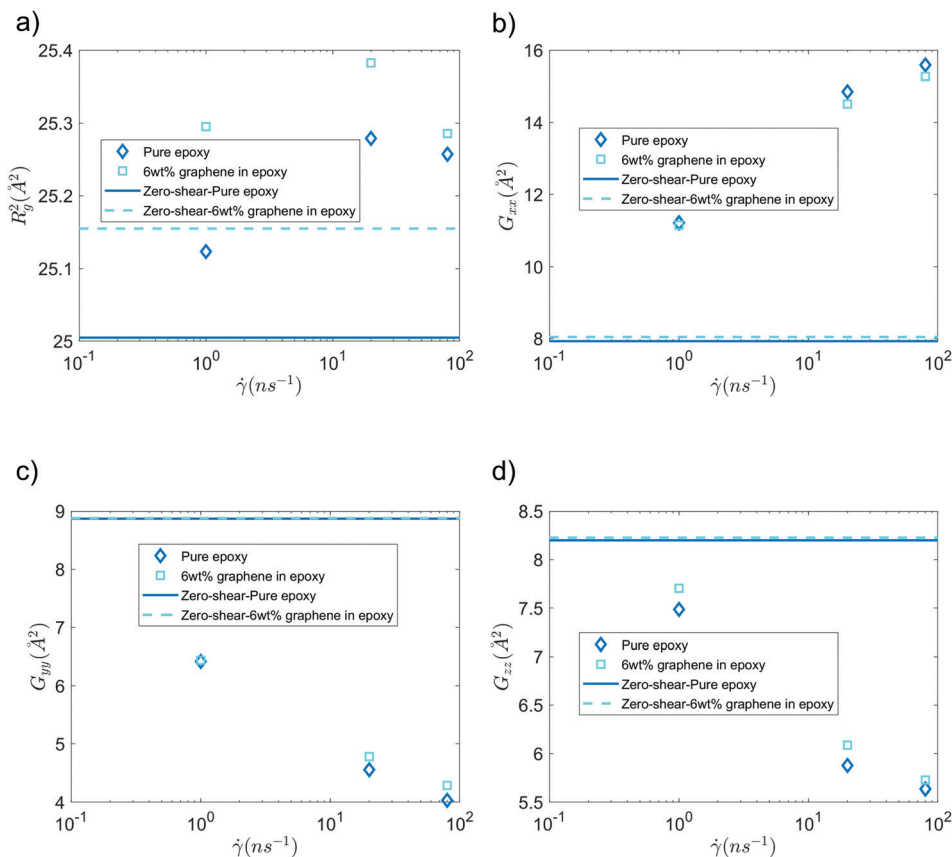 a)
25.4
25.3
25.2
25.1
25
R_g^2(Å^2)
Pure epoxy
6wt% graphene in epoxy
Zero-shear-Pure epoxy
Zero-shear-6wt% graphene in epoxy
10^-1 10^0 10^1 10^2
γ̇(ns^-1)
b)
16
14
12
10
8
G_xx(Å^2)
Pure epoxy
6wt% graphene in epoxy
Zero-shear-Pure epoxy
Zero-shear-6wt% graphene in epoxy
10^-1 10^0 10^1 10^2
γ̇(ns^-1)
c)
9
8
7
6
5
4
G_yy(Å^2)
Pure epoxy
6wt% graphene in epoxy
Zero-shear-Pure epoxy
Zero-shear-6wt% graphene in epoxy
10^-1 10^0 10^1 10^2
γ̇(ns^-1)
d)
8.5
8
7.5
7
6.5
6
5.5
G_zz(Å^2)
Pure epoxy
6wt% graphene in epoxy
Zero-shear-Pure epoxy
Zero-shear-6wt% graphene in epoxy
10^-1 10^0 10^1 10^2
γ̇(ns^-1)